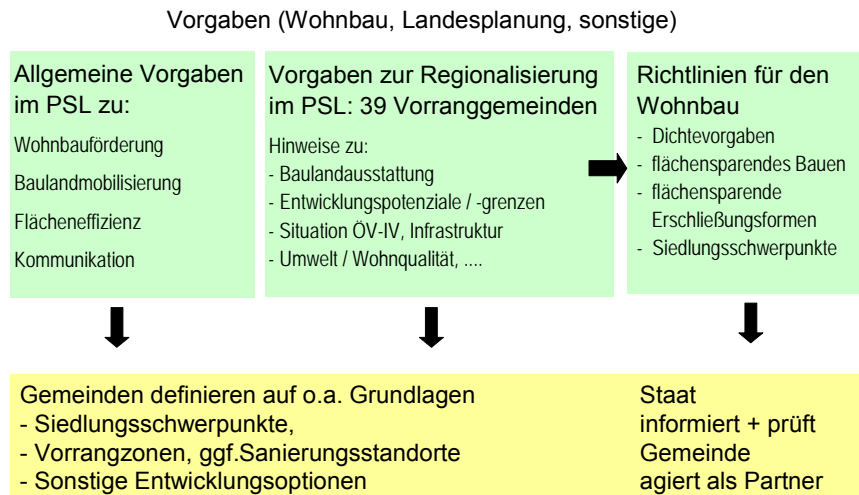 Vorgaben (Wohnbau, Landesplanung, sonstige)
Allgemeine Vorgaben
im PSL zu:
Wohnbauförderung
Baulandmobilisierung
Flächeneffizienz
Kommunikation
Vorgaben zur Regionalisierung
im PSL: 39 Vorranggemeinden
Hinweise zu:
- Baulandausstattung
- Entwicklungspotenziale / -grenzen
- Situation ÖV-IV, Infrastruktur
- Umwelt / Wohnqualität, ....
Richtlinien für den
Wohnbau
- Dichtevorgaben
- flächensparendes Bauen
- flächensparende
Erschließungsformen
- Siedlungsschwerpunkte
Gemeinden definieren auf o.a. Grundlagen
- Siedlungsschwerpunkte,
- Vorrangzonen, ggf.Sanierungsstandorte
- Sonstige Entwicklungsoptionen
Staat
informiert + prüft
Gemeinde
agiert als Partner